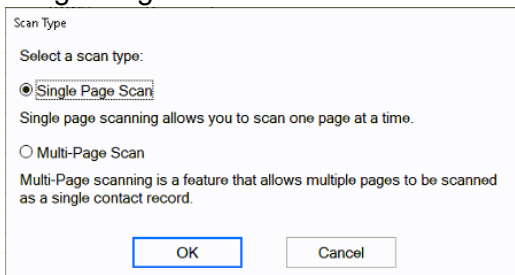 Scan Type
Select a scan type:
Single Page Scan
Single page scanning allows you to scan one page at a time.
Multi-Page Scan
Multi-Page scanning is a feature that allows multiple pages to be scanned
as a single contact record.
OK Cancel